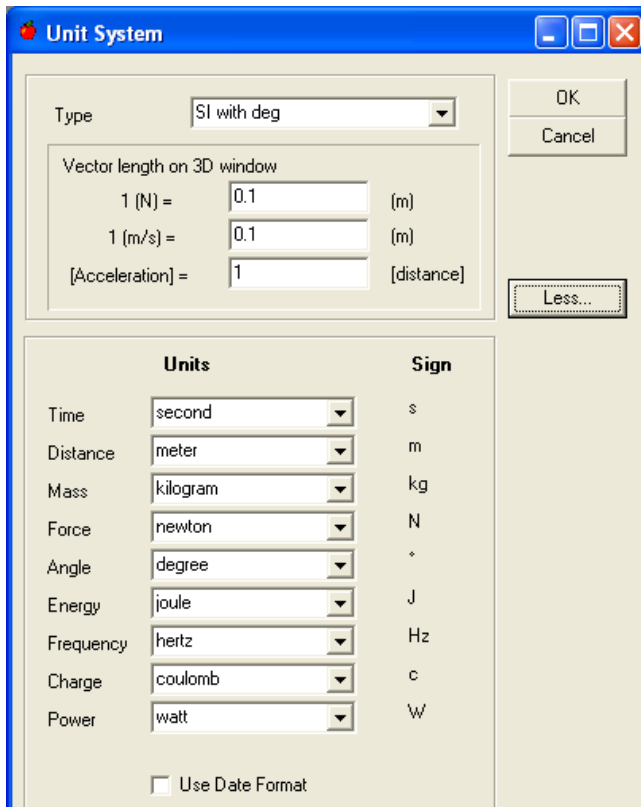 Unit System
Type SI with deg
OK
Cancel
Vector length on 3D window
1 (N) = 0.1 (m)
1 (m/s) = 0.1 (m)
[Acceleration] = 1 [distance]
Less...
Units Sign
Time second s
Distance meter m
Mass kilogram kg
Force newton N
Angle degree °
Energy joule J
Frequency hertz Hz
Charge coulomb c
Power watt W
Use Date Format